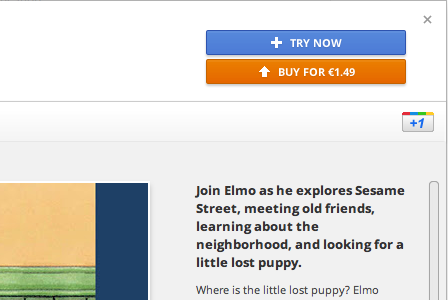 TRY NOW
BUY FOR €1.49
+1
Join Elmo as he explores Sesame
Street, meeting old friends,
learning about the
neighborhood, and looking for a
little lost puppy.
Where is the little lost puppy? Elmo